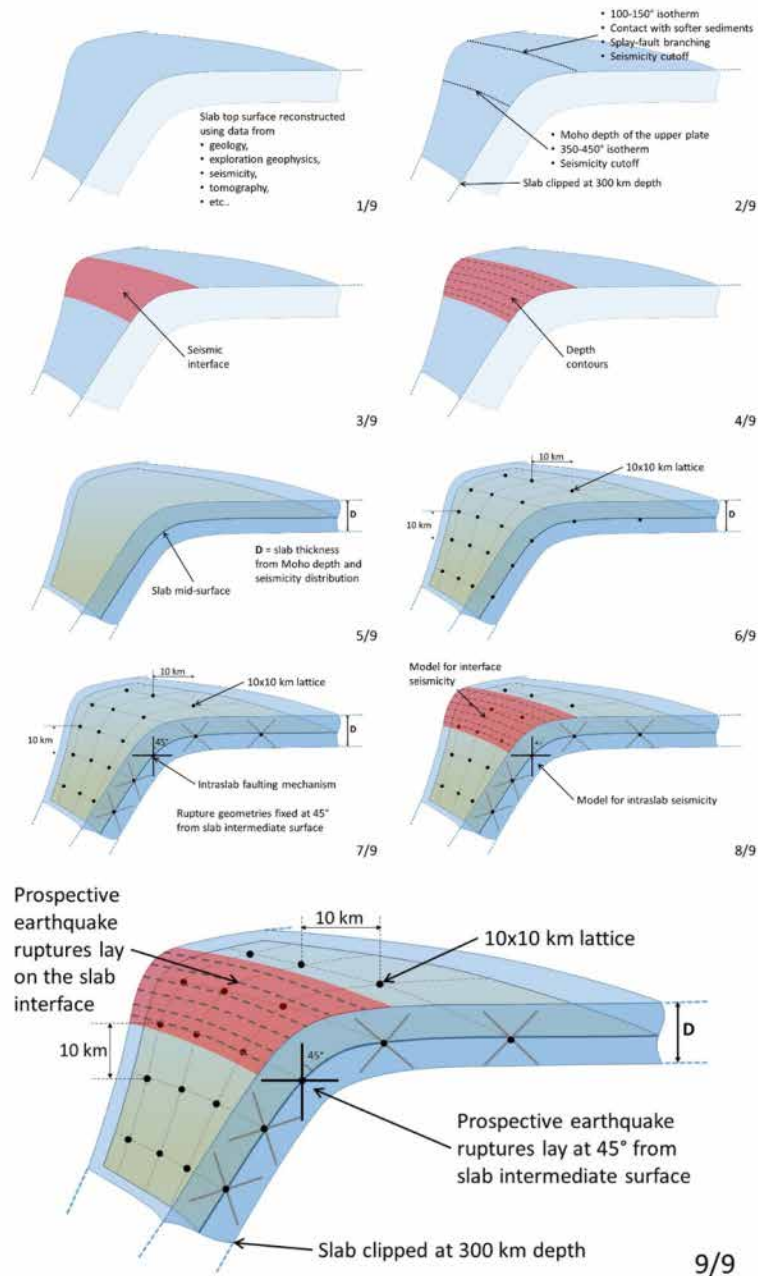 Slab top surface reconstructed
using data from
• geology,
• exploration geophysics,
• seismicity,
• tomography,
• etc..
1/9
• 100-150° isotherm
• Contact with softer sediments
• Splay-fault branching
• Seismicity cutoff
• Moho depth of the upper plate
• 350-450° isotherm
• Seismicity cutoff
Slab clipped at 300 km depth
2/9
Seismic
interface
3/9
Depth
contours
4/9
D
D = slab thickness
from Moho depth and
seismicity distribution
Slab mid-surface
5/9
10 km
10x10 km lattice
D
10 km
6/9
10 km
10x10 km lattice
D
10 km
45°
Intraslab faulting mechanism
Rupture geometries fixed at 45°
from slab intermediate surface
7/9
Model for interface
seismicity
Model for intraslab seismicity
8/9
Prospective
earthquake
ruptures lay
on the slab
interface
10 km
10x10 km lattice
D
10 km
45°
Prospective earthquake
ruptures lay at 45° from
slab intermediate surface
Slab clipped at 300 km depth
9/9